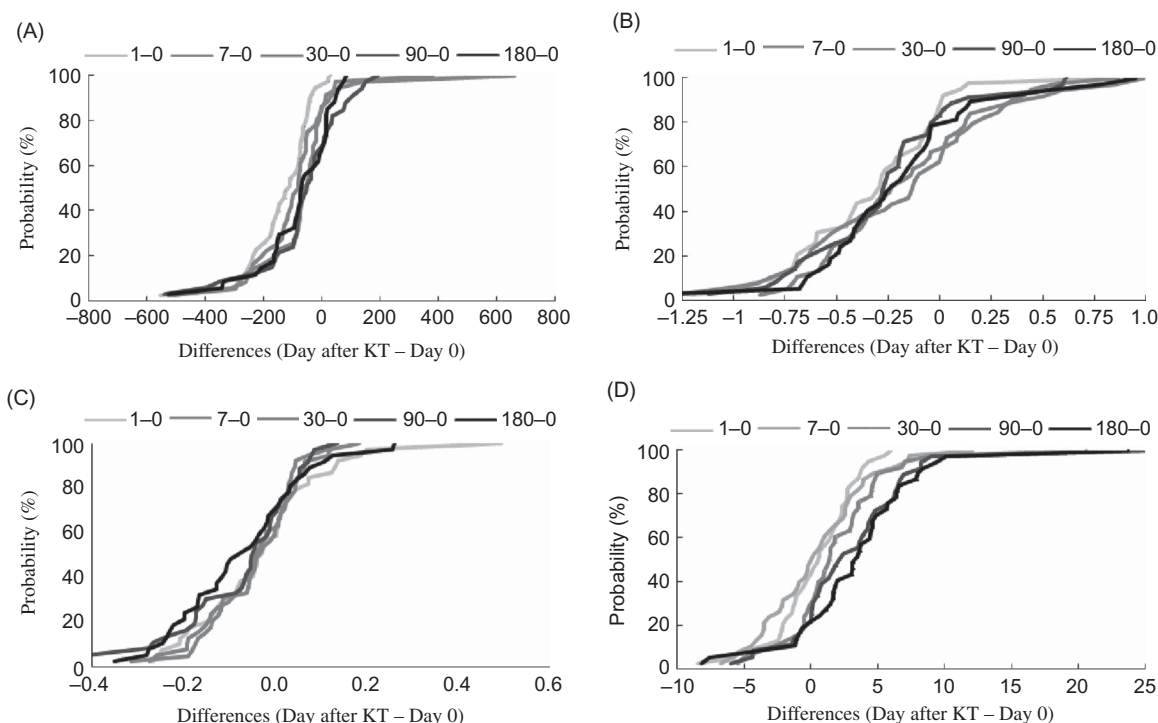 (A)
1–0 7–0 30–0 90–0 180–0
100
80
60
40
20
0
Probability (%)
–800 –600 –400 –200 0 200 400 600 800
Differences (Day after KT – Day 0)
(B)
1–0 7–0 30–0 90–0 180–0
100
80
60
40
20
0
Probability (%)
–1.25 –1 –0.75 –0.5 –0.25 0 0.25 0.5 0.75 1.0
Differences (Day after KT – Day 0)
(C)
1–0 7–0 30–0 90–0 180–0
100
80
60
40
20
0
Probability (%)
–0.4 –0.2 0.0 0.2 0.4 0.6
Differences (Day after KT – Day 0)
(D)
1–0 7–0 30–0 90–0 180–0
100
80
60
40
20
0
Probability (%)
–10 –5 0 5 10 15 20 25
Differences (Day after KT – Day 0)